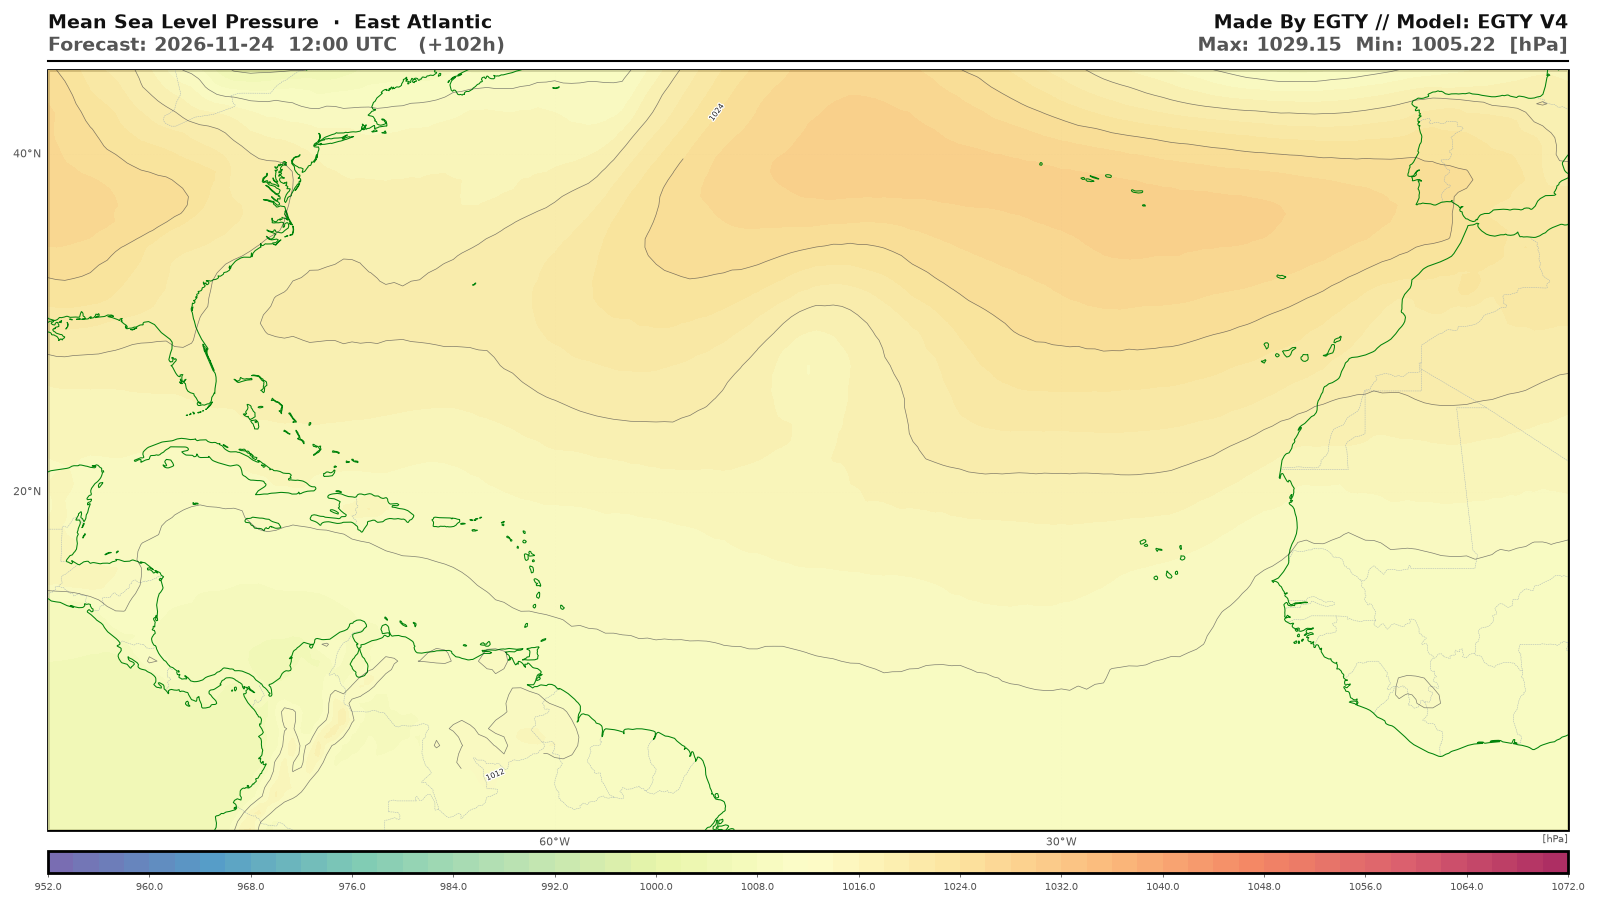 Mean Sea Level Pressure · East Atlantic
Made By EGTY // Model: EGTY V4
Forecast: 2026-11-24 12:00 UTC (+102h)
Max: 1029.15 Min: 1005.22 [hPa]
1024
40°N
20°N
1012
60°W
30°W
[hPa]
952.0 960.0 968.0 976.0 984.0 992.0 1000.0 1008.0 1016.0 1024.0 1032.0 1040.0 1048.0 1056.0 1064.0 1072.0